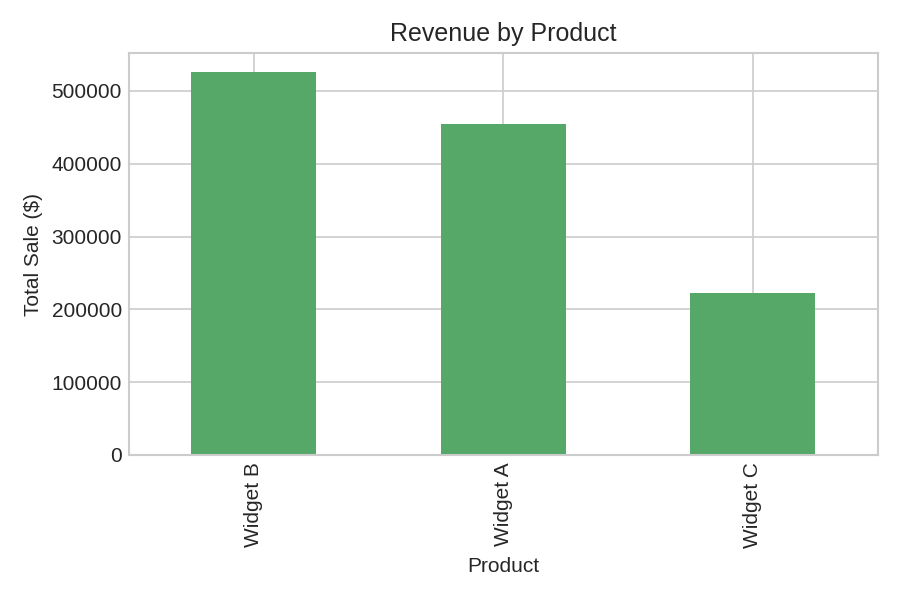 Revenue by Product
Total Sale ($)
500000
400000
300000
200000
100000
0
Widget B
Widget A
Widget C
Product